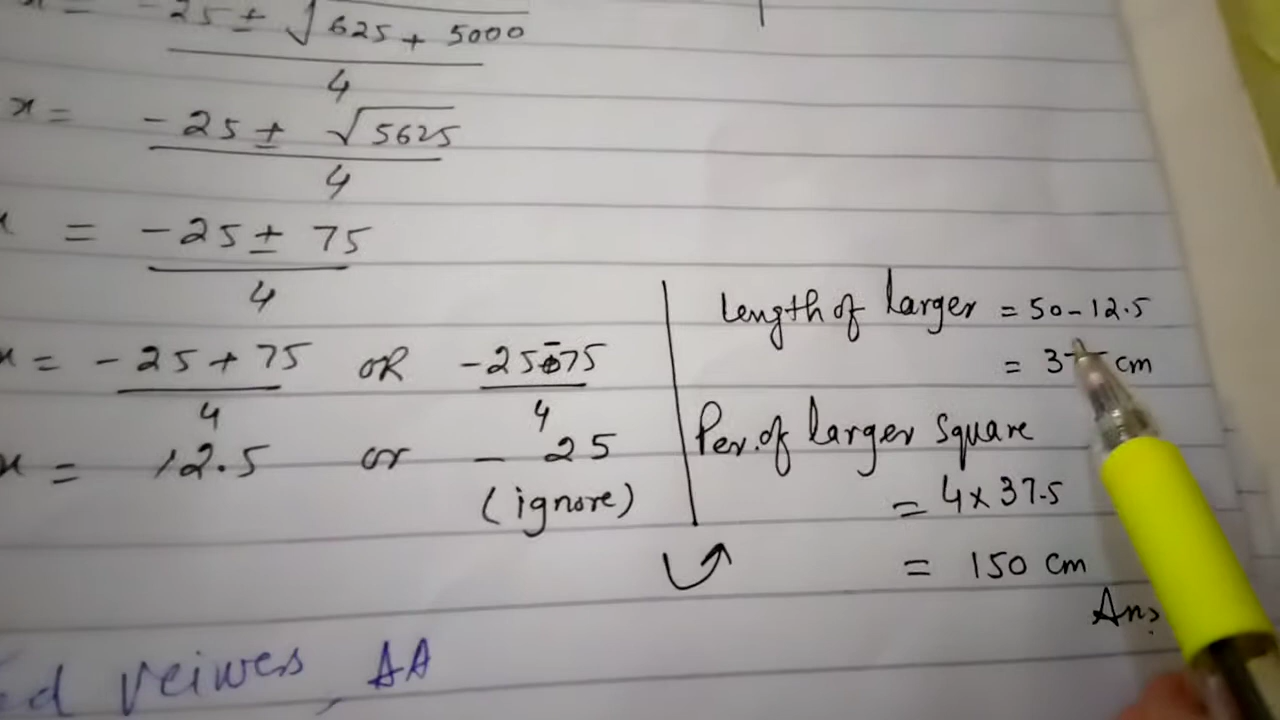 x = -25 ± √625 + 5000
4
x = -25 ± √5625
4
= -25 ± 75
4
x = -25 + 75 OR -25-75
4 4
x = 12.5 or - 25
(ignore)
Length of larger = 50 - 12.5
= cm
Per. of larger square
= 4 x 37.5
= 150 cm
Ans
veiwes, AA